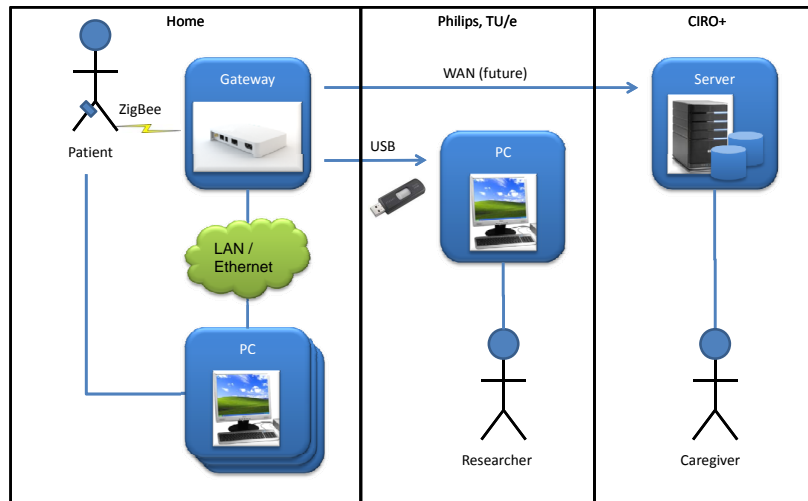 Home
Philips, TU/e
CIRO+
Gateway
WAN (future)
Server
ZigBee
Patient
USB
PC
LAN /
Ethernet
PC
Researcher
Caregiver